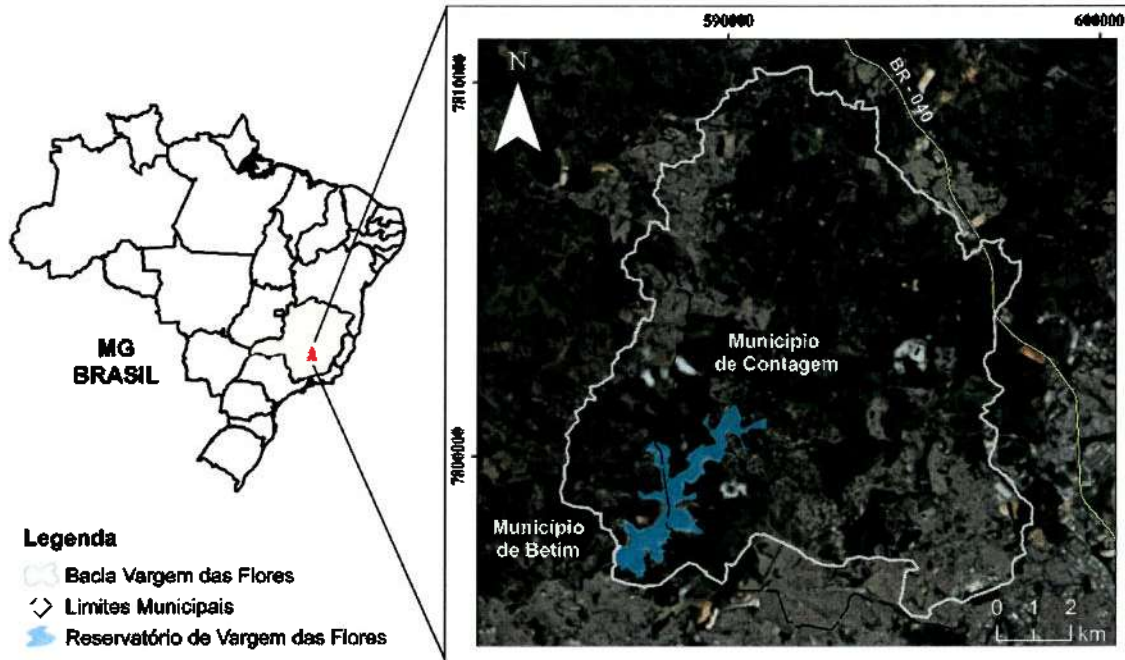 590000
600000
N
BR - 040
7810000
MG
BRASIL
Município
de Contagem
7800000
Município
de Betim
Legenda
Bacia Vargem das Flores
Limites Municipais
Reservatório de Vargem das Flores
0 1 2
km